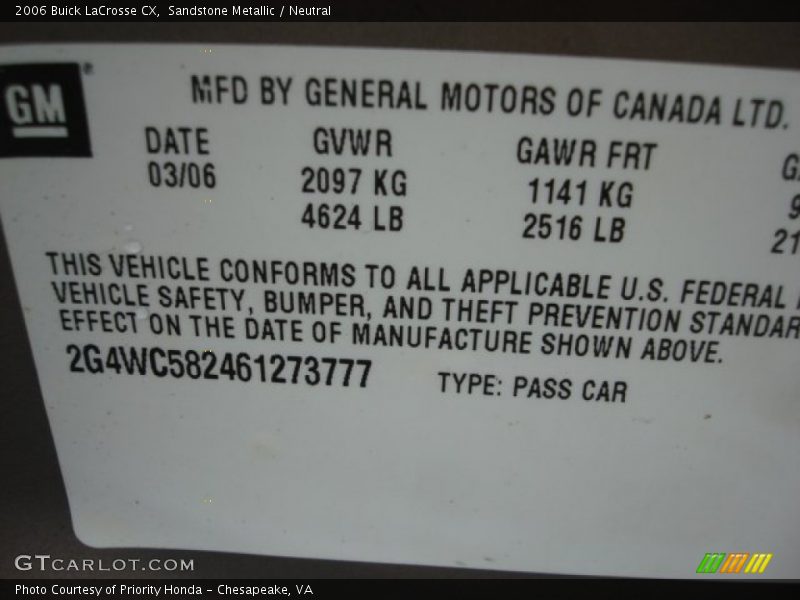 2006 Buick LaCrosse CX, Sandstone Metallic / Neutral
GM ®
MFD BY GENERAL MOTORS OF CANADA LTD.
DATE GVWR GAWR FRT
03/06 2097 KG 1141 KG
4624 LB 2516 LB 21
THIS VEHICLE CONFORMS TO ALL APPLICABLE U.S. FEDERAL
VEHICLE SAFETY, BUMPER, AND THEFT PREVENTION STANDAR
EFFECT ON THE DATE OF MANUFACTURE SHOWN ABOVE.
2G4WC582461273777 TYPE: PASS CAR
GTCARLOT.COM
Photo Courtesy of Priority Honda - Chesapeake, VA